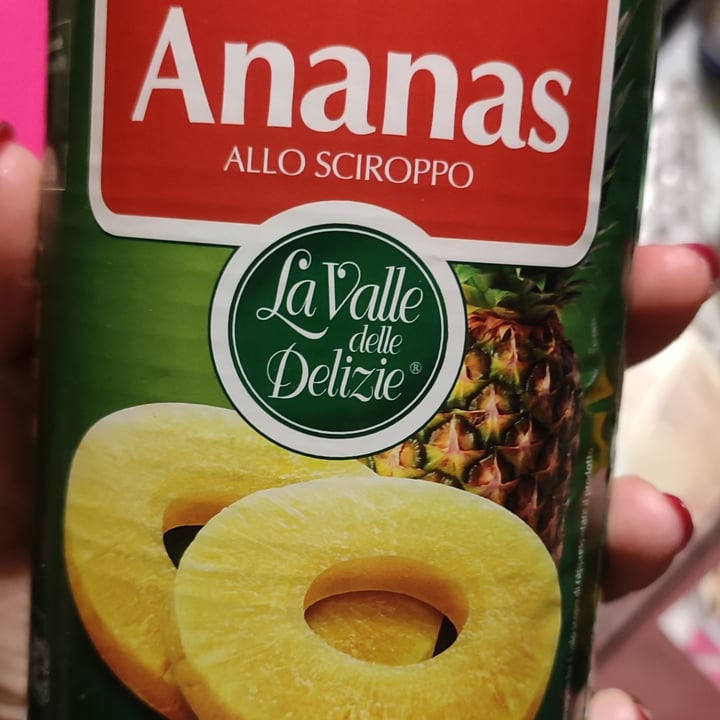 Ananas
ALLO SCIROPPO
La Valle
delle
Delizie®